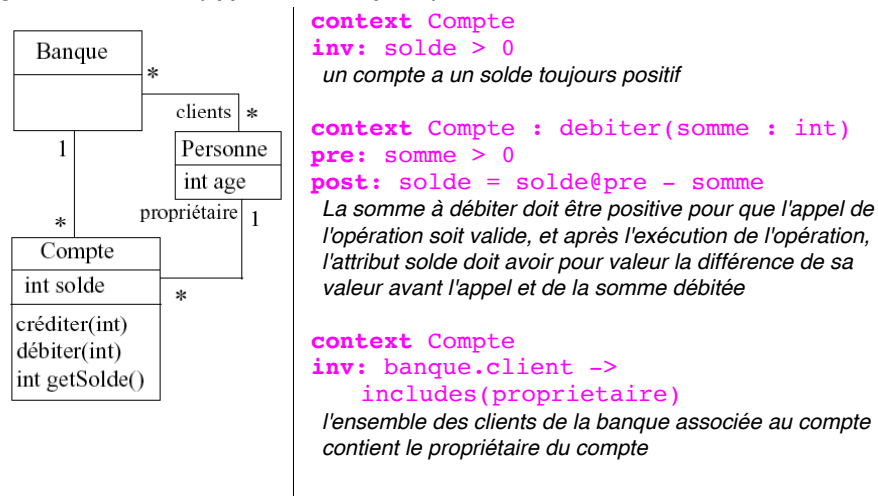 Banque
*
clients *
1
Personne
int age
propriétaire 1
*
Compte
int solde
*
créditer(int)
débiter(int)
int getSolde()
context Compte
inv: solde > 0
un compte a un solde toujours positif
context Compte : debiter(somme : int)
pre: somme > 0
post: solde = solde@pre - somme
La somme à débiter doit être positive pour que l'appel de
l'opération soit valide, et après l'exécution de l'opération,
l'attribut solde doit avoir pour valeur la différence de sa
valeur avant l'appel et de la somme débitée
context Compte
inv: banque.client ->
includes(proprietaire)
l'ensemble des clients de la banque associée au compte
contient le propriétaire du compte